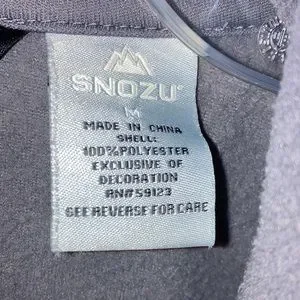 SNOZU
M
MADE IN CHINA
SHELL:
100%POLYESTER
EXCLUSIVE OF
DECORATION
RN#59123
SEE REVERSE FOR CARE